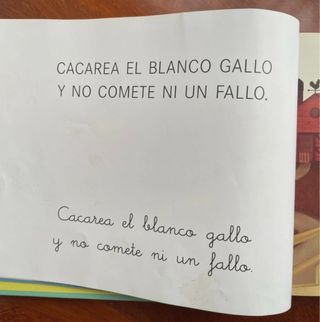 CACAREA EL BLANCO GALLO
Y NO COMETE NI UN FALLO.
Cacarea el blanco gallo
y no comete ni un fallo.